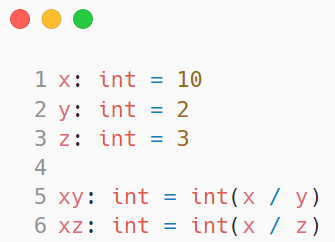 1 x: int = 10
2 y: int = 2
3 z: int = 3
4
5 xy: int = int(x / y)
6 xz: int = int(x / z)